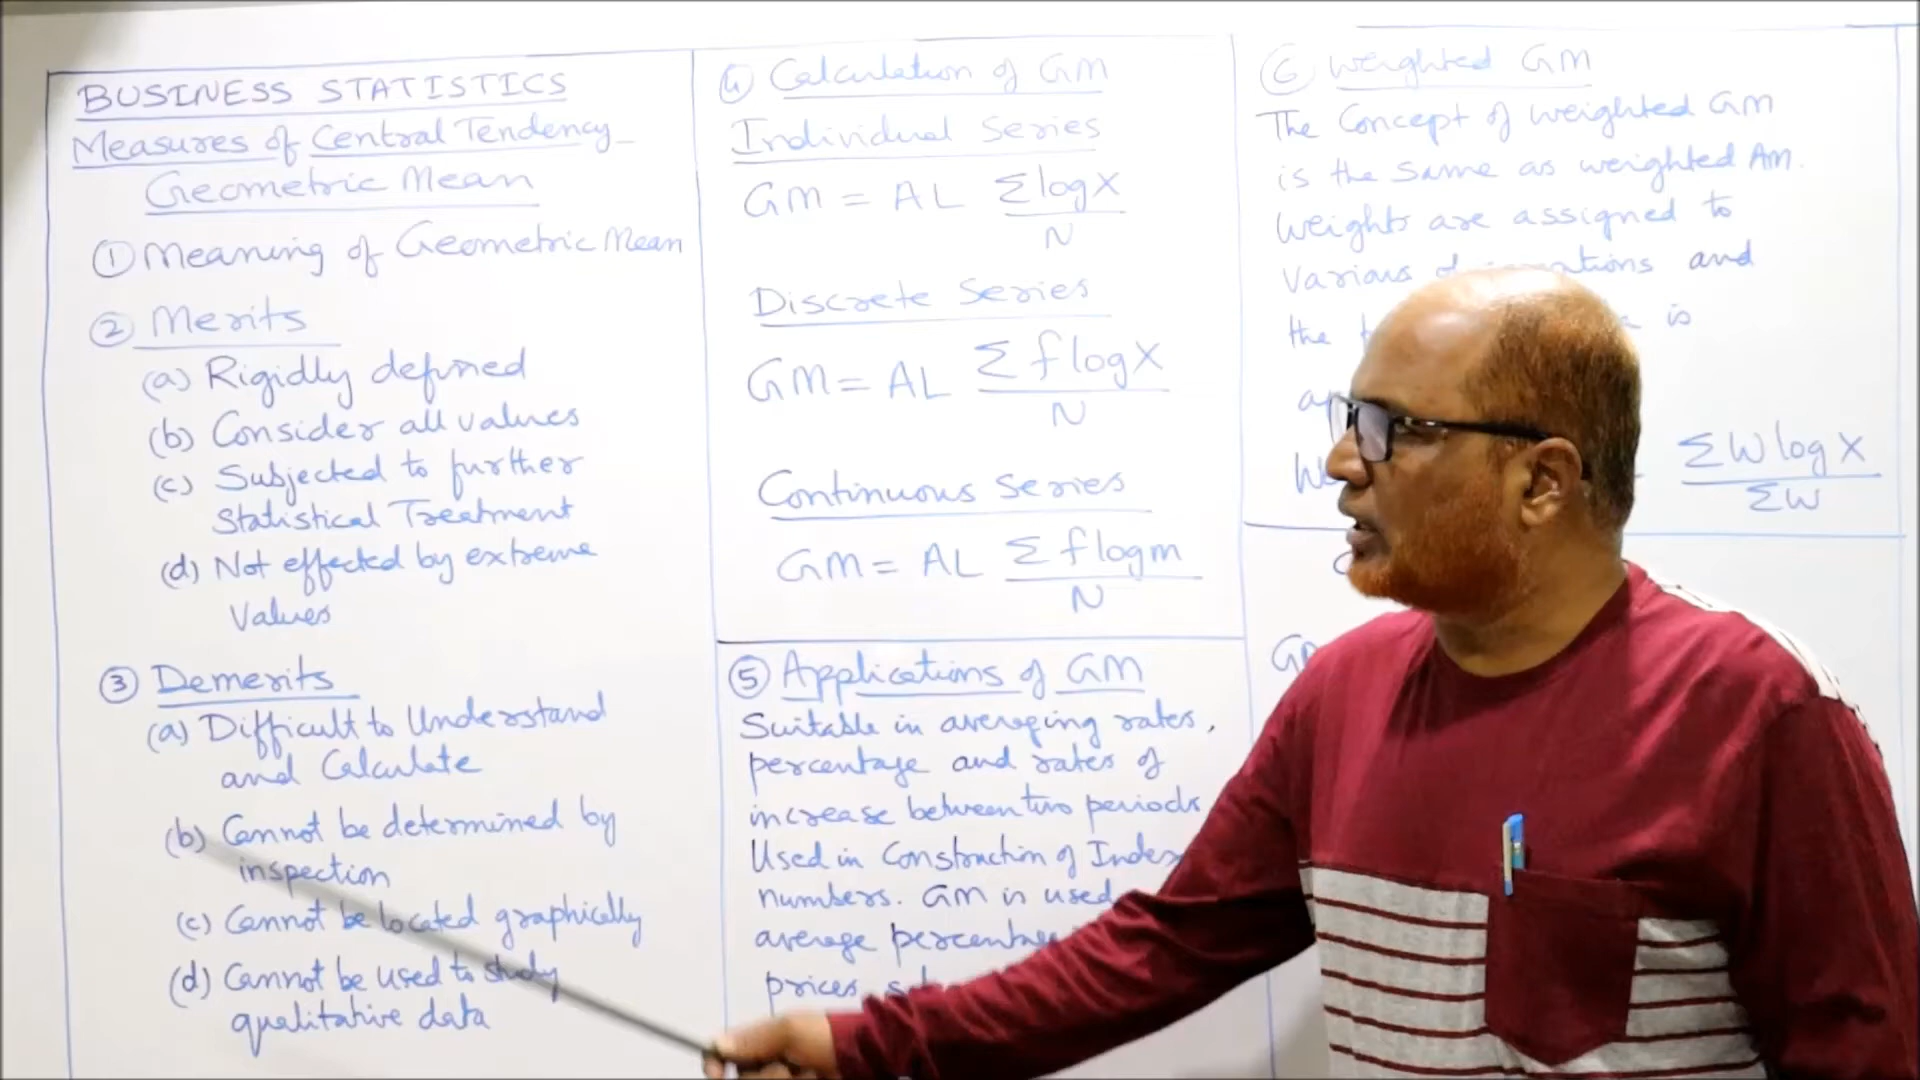 BUSINESS STATISTICS
Measures of Central Tendency_
Geometric Mean
① Meaning of Geometric Mean
② Merits
(a) Rigidly defined
(b) Consider all values
(c) Subjected to further
Statistical Treatment
(d) Not effected by extreme
Values
③ Demerits
(a) Difficult to Understand
and Calculate
(b) Cannot be determined by
inspection
(c) Cannot be located graphically
(d) Cannot be used to study
qualitative data
④ Calculation of GM
Individual Series
GM = AL Σ log X
N
Discrete Series
GM = AL Σ f log X
N
Continuous Series
GM = AL Σ f log m
N
⑤ Applications of GM
Suitable in averaging rates,
percentage and rates of
increase between two periods
Used in Construction of Index
numbers. GM is used
average percentage
prices
⑥ Weighted GM
The Concept of weighted GM
is the same as weighted AM.
Weights are assigned to
Various and
the is
Σ W log X
ΣW